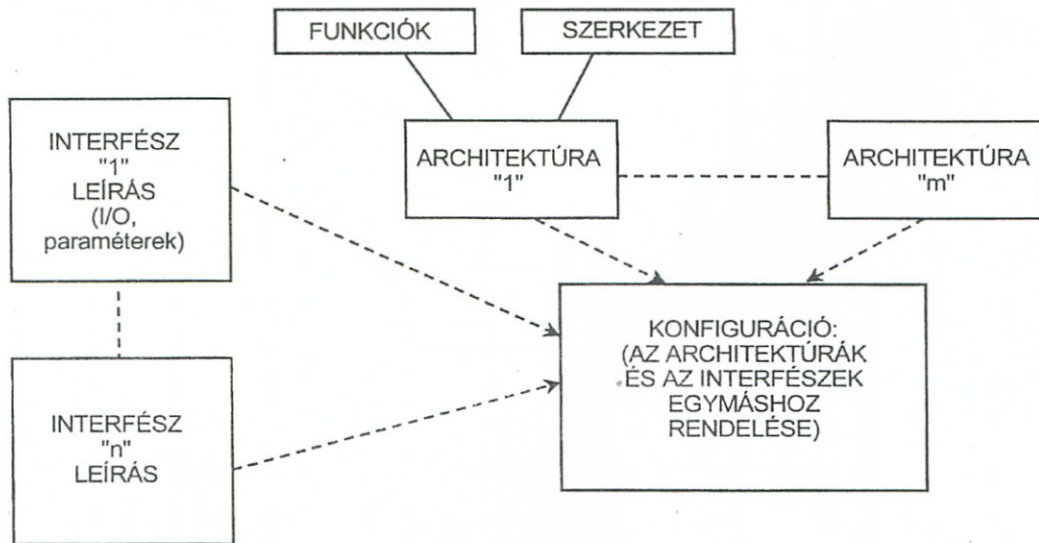 FUNKCIÓK
SZERKEZET
INTERFÉSZ
"1"
LEÍRÁS
(I/O,
paraméterek)
ARCHITEKTÚRA
"1"
ARCHITEKTÚRA
"m"
KONFIGURÁCIÓ:
(AZ ARCHITEKTÚRÁK
ÉS AZ INTERFÉSZEK
EGYMÁSHOZ
RENDELÉSE)
INTERFÉSZ
"n"
LEÍRÁS